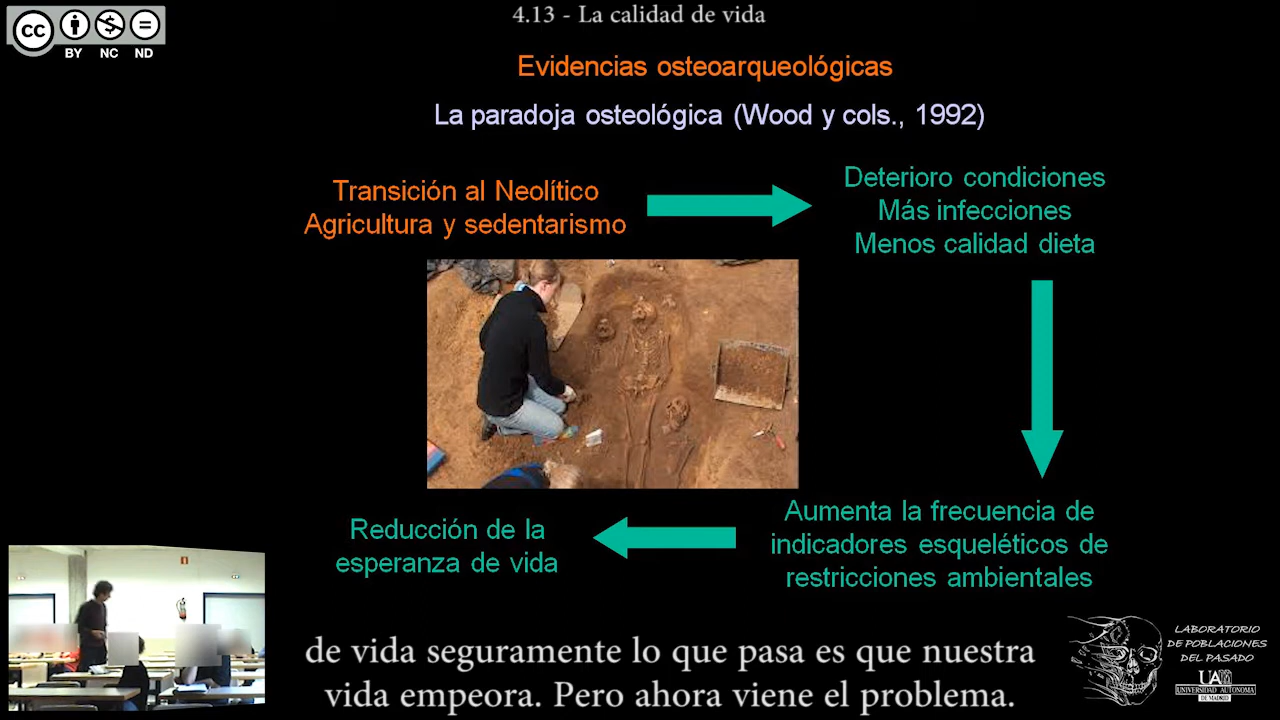 4.13 - La calidad de vida
cc
BY NC ND
Evidencias osteoarqueológicas
La paradoja osteológica (Wood y cols., 1992)
Transición al Neolítico
Agricultura y sedentarismo
Deterioro condiciones
Más infecciones
Menos calidad dieta
Aumenta la frecuencia de
indicadores esqueléticos de
restricciones ambientales
Reducción de la
esperanza de vida
de vida seguramente lo que pasa es que nuestra
vida empeora. Pero ahora viene el problema.
LABORATORIO
DE POBLACIONES
DEL PASADO
UAM
UNIVERSIDAD AUTONOMA
DE MADRID